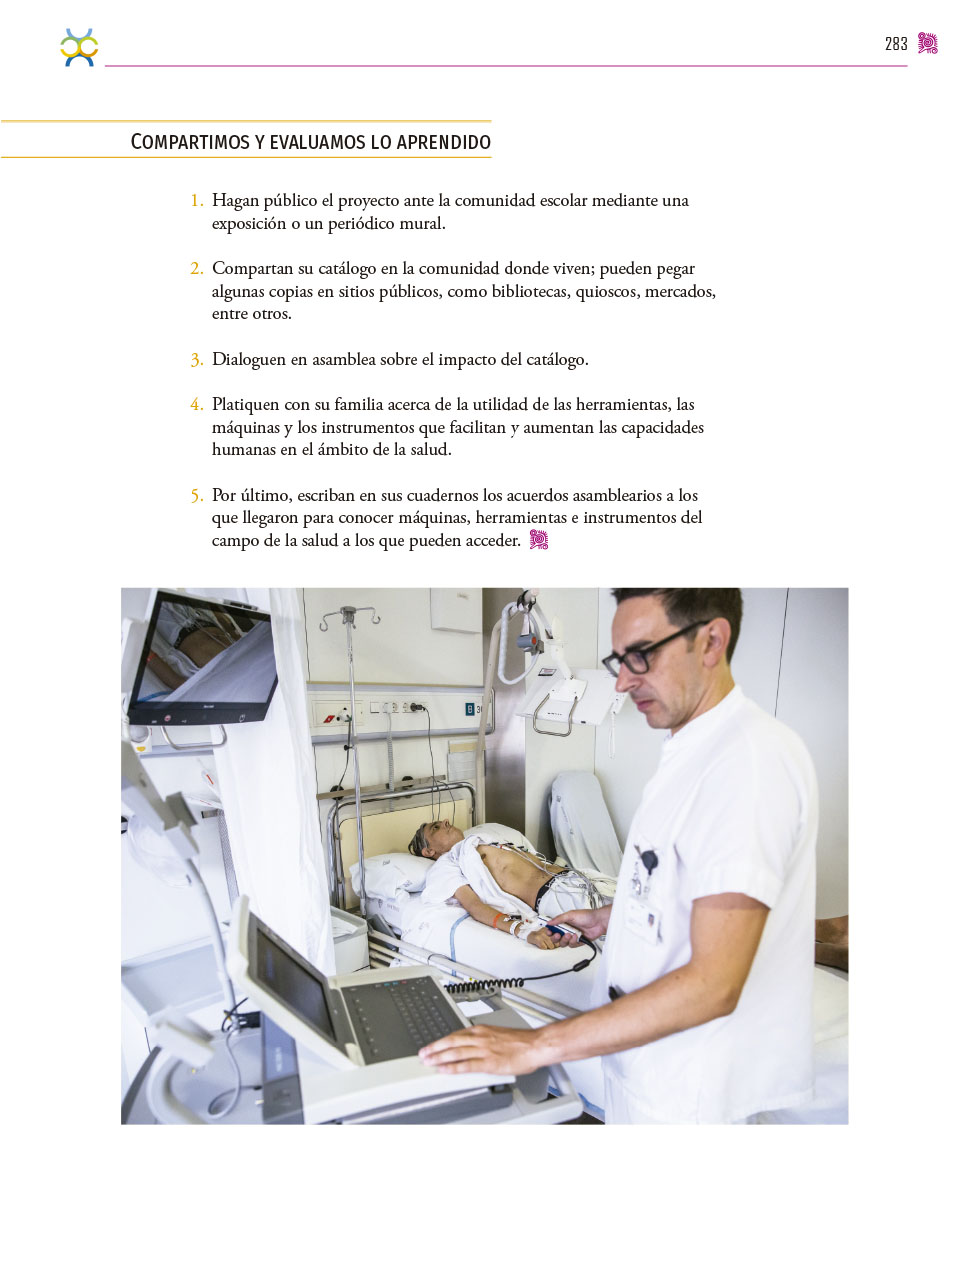 283
COMPARTIMOS Y EVALUAMOS LO APRENDIDO
1. Hagan público el proyecto ante la comunidad escolar mediante una
exposición o un periódico mural.
2. Compartan su catálogo en la comunidad donde viven; pueden pegar
algunas copias en sitios públicos, como bibliotecas, quioscos, mercados,
entre otros.
3. Dialoguen en asamblea sobre el impacto del catálogo.
4. Platiquen con su familia acerca de la utilidad de las herramientas, las
máquinas y los instrumentos que facilitan y aumentan las capacidades
humanas en el ámbito de la salud.
5. Por último, escriban en sus cuadernos los acuerdos asamblearios a los
que llegaron para conocer máquinas, herramientas e instrumentos del
campo de la salud a los que pueden acceder.
B